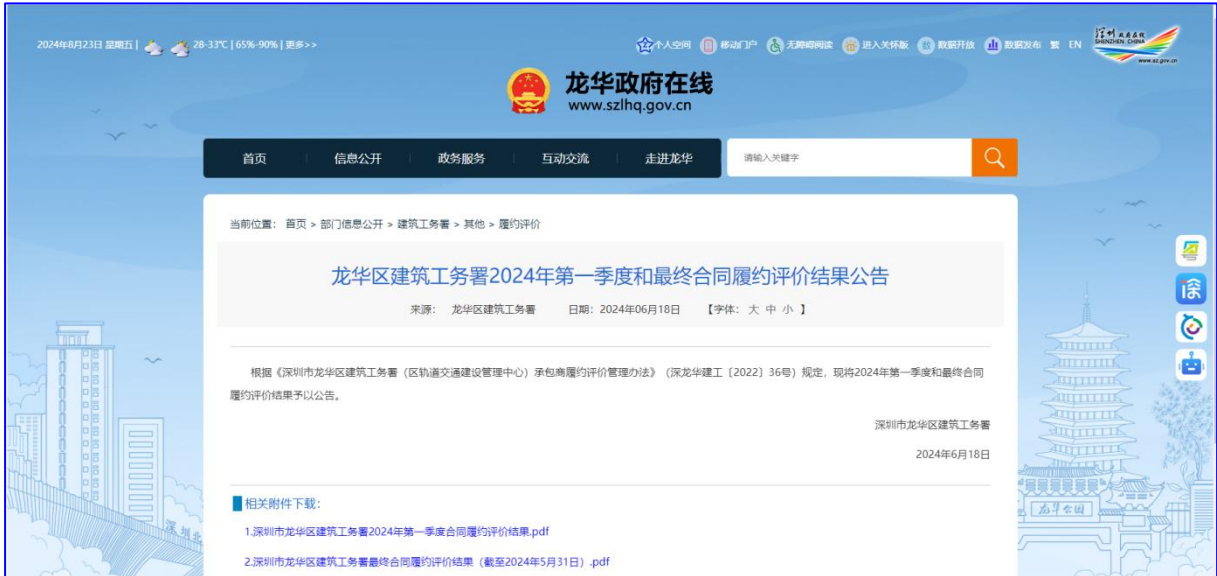 2024年8月23日 星期五 | 28-33℃ | 65%-90% | 更多>>
个人空间 移动门户 无障碍阅读 进入关怀版 数据开放 数据发布 繁 EN
SHENZHEN CHINA
www.sz.gov.cn
龙华政府在线
www.szlhq.gov.cn
首页 信息公开 政务服务 互动交流 走进龙华 请输入关键字
当前位置: 首页 > 部门信息公开 > 建筑工务署 > 其他 > 履约评价
龙华区建筑工务署2024年第一季度和最终合同履约评价结果公告
来源: 龙华区建筑工务署 日期: 2024年06月18日 【字体: 大 中 小 】
根据《深圳市龙华区建筑工务署（区轨道交通建设管理中心）承包商履约评价管理办法》（深龙华建工〔2022〕36号）规定，现将2024年第一季度和最终合同
履约评价结果予以公告。
深圳市龙华区建筑工务署
2024年6月18日
相关附件下载:
1.深圳市龙华区建筑工务署2024年第一季度合同履约评价结果.pdf
2.深圳市龙华区建筑工务署最终合同履约评价结果（截至2024年5月31日）.pdf
深
深圳北
龙华公园